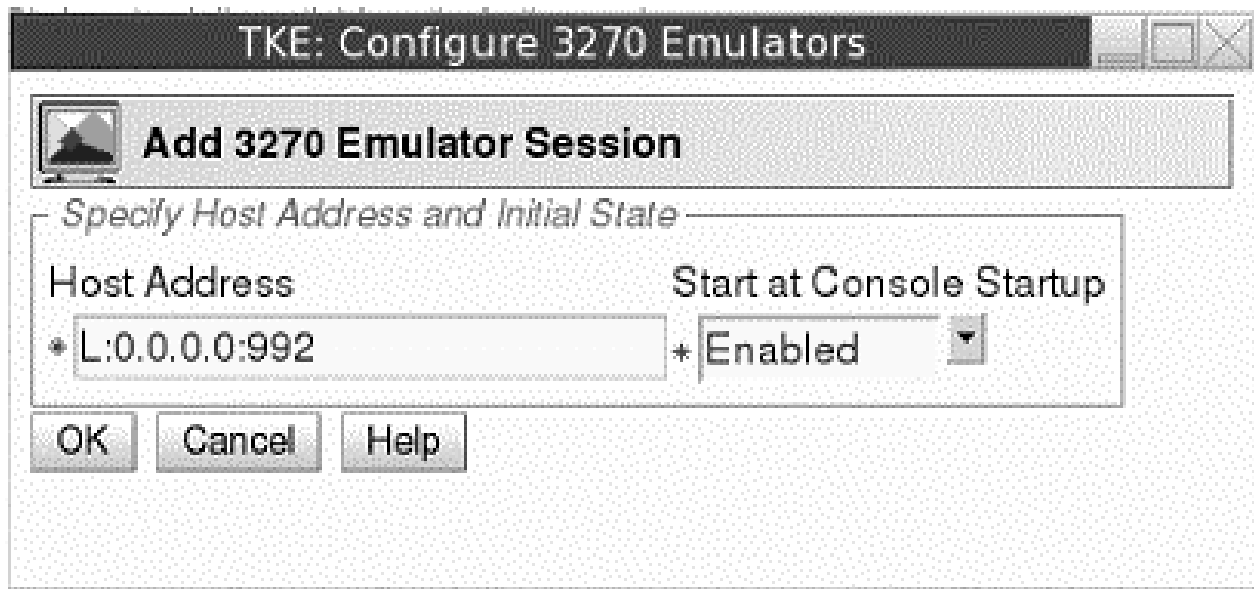 TKE: Configure 3270 Emulators
Add 3270 Emulator Session
Specify Host Address and Initial State
Host Address Start at Console Startup
* L:0.0.0.0:992 * Enabled
OK Cancel Help